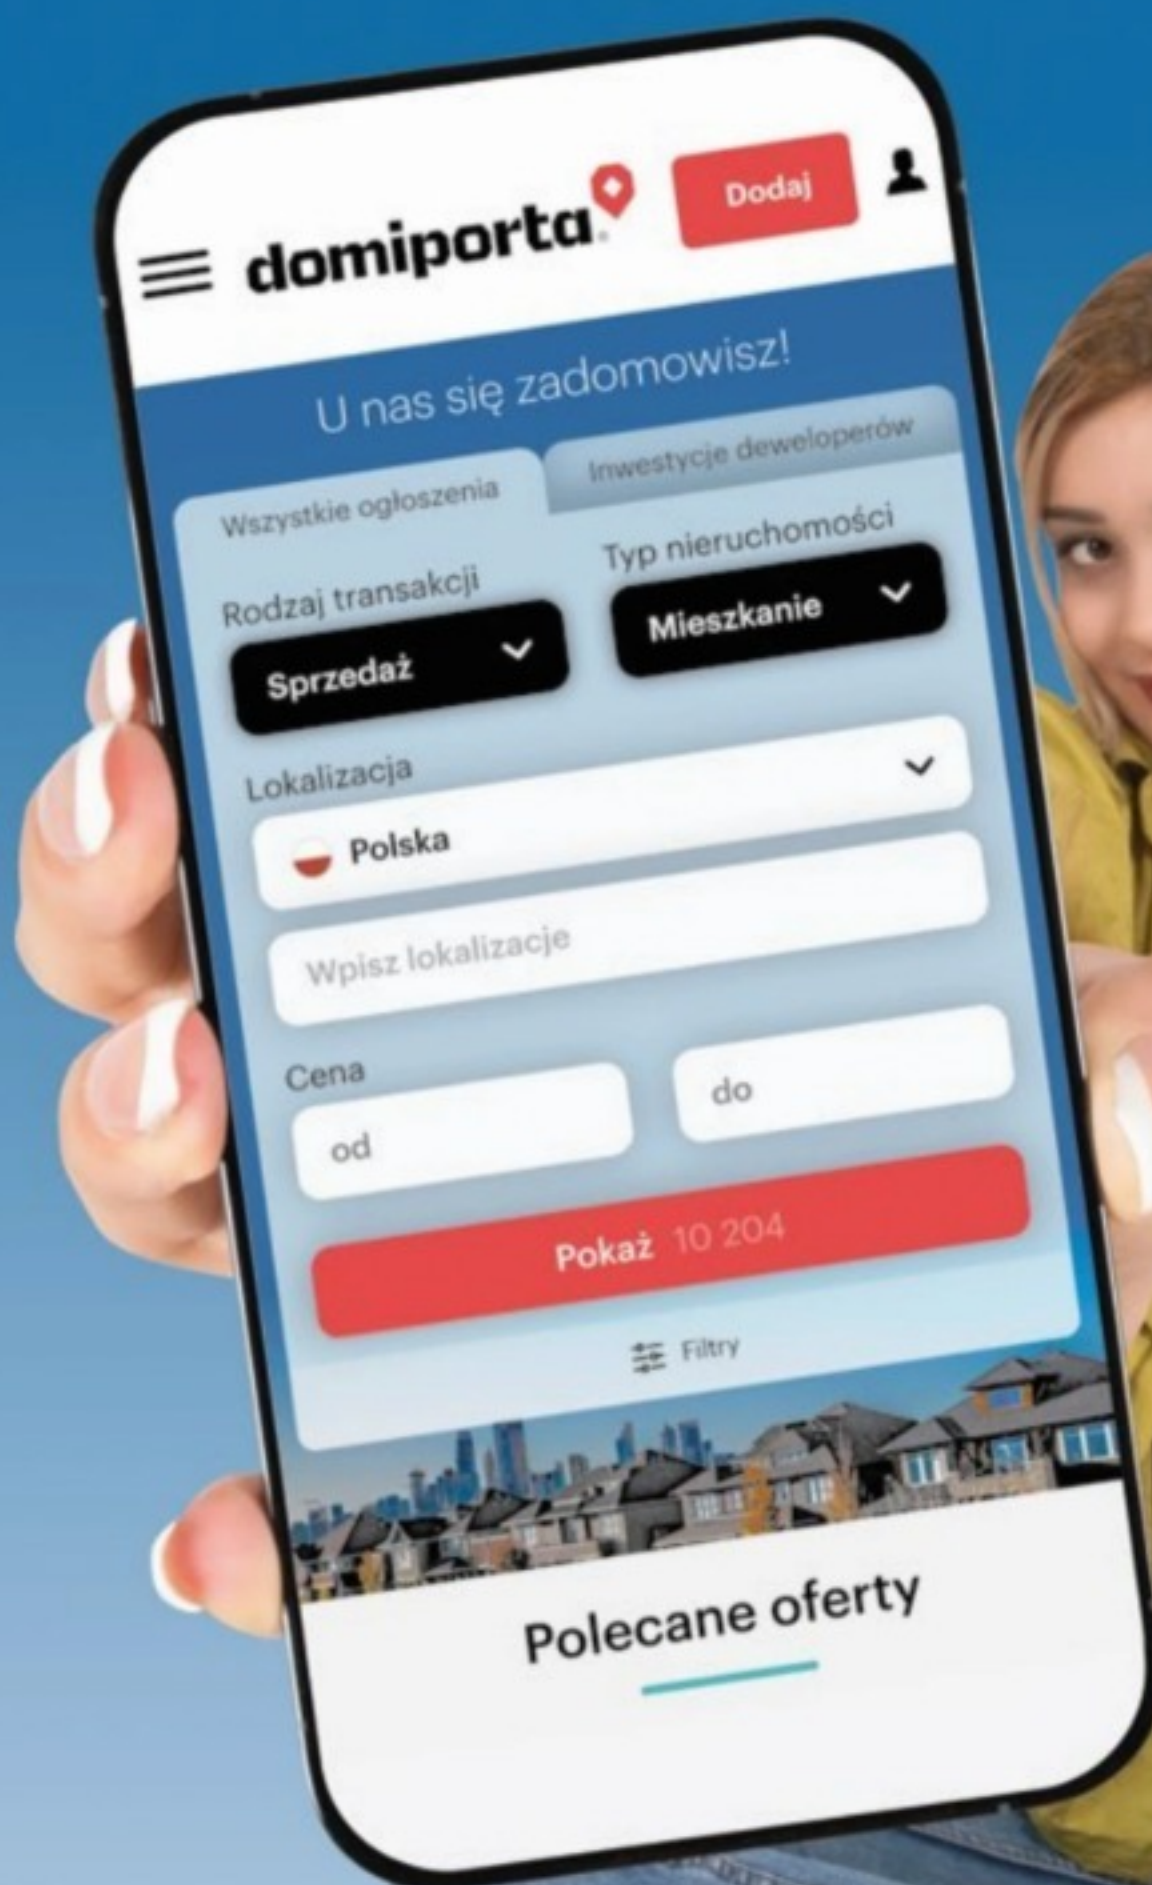 domiporta
Dodaj
U nas się zadomowisz!
Wszystkie ogłoszenia
Inwestycje deweloperów
Rodzaj transakcji
Typ nieruchomości
Sprzedaż
Mieszkanie
Lokalizacja
Polska
Wpisz lokalizacje
Cena
od
do
Pokaż 10 204
Filtry
Polecane oferty